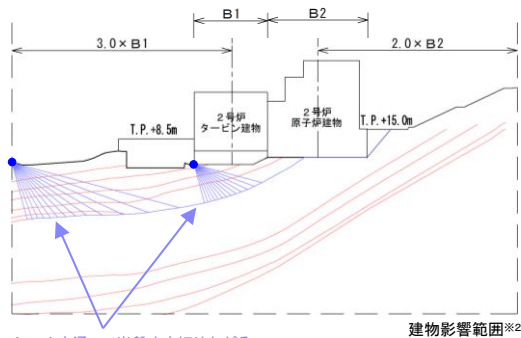 B1
B2
3.0×B1
2.0×B2
2号炉
タービン建物
2号炉
原子炉建物
T.P.+8.5m
T.P.+15.0m
建物影響範囲※2